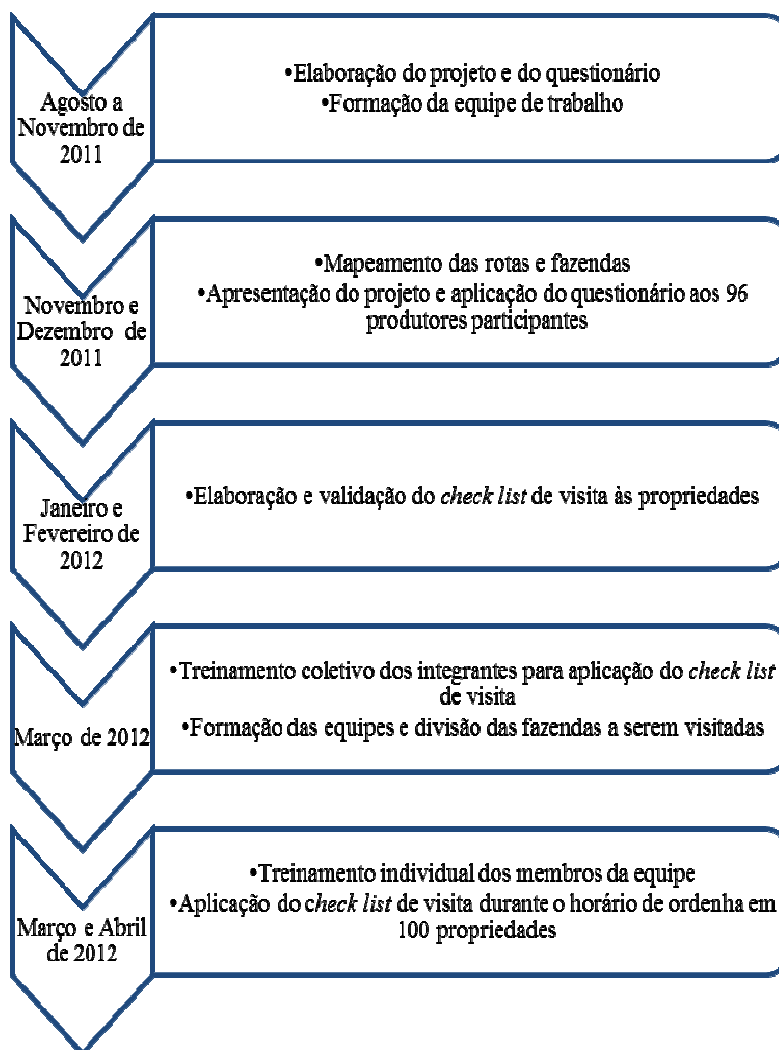 Agosto a
Novembro de
2011
•Elaboração do projeto e do questionário
•Formação da equipe de trabalho
Novembro e
Dezembro de
2011
•Mapeamento das rotas e fazendas
•Apresentação do projeto e aplicação do questionário aos 96
produtores participantes
Janeiro e
Fevereiro de
2012
•Elaboração e validação do check list de visita às propriedades
Março de 2012
•Treinamento coletivo dos integrantes para aplicação do check list
de visita
•Formação das equipes e divisão das fazendas a serem visitadas
Março e Abril
de 2012
•Treinamento individual dos membros da equipe
•Aplicação do check list de visita durante o horário de ordenha em
100 propriedades